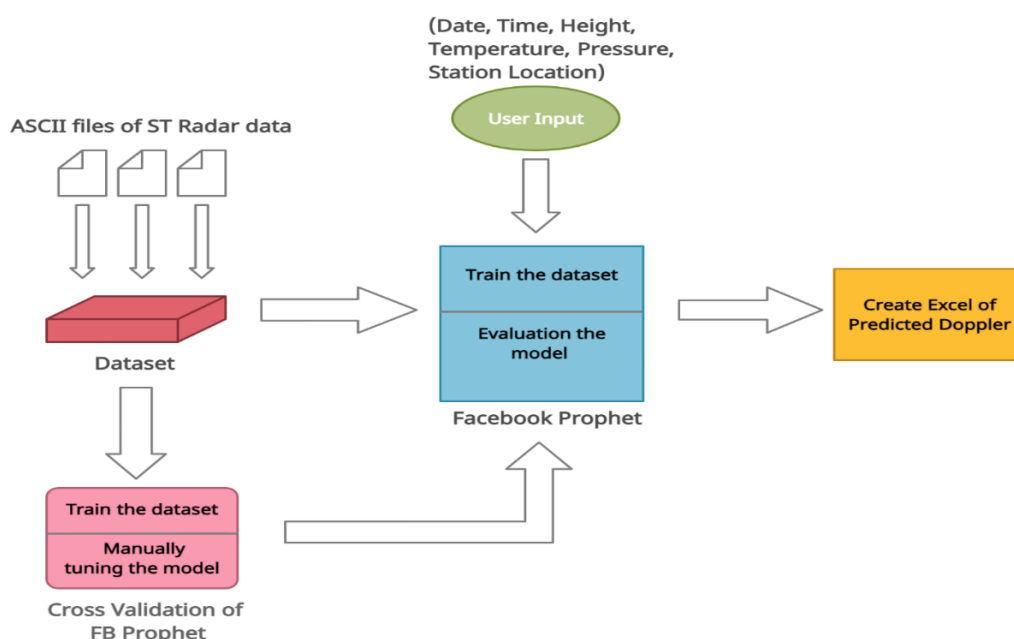 (Date, Time, Height,
Temperature, Pressure,
Station Location)
User Input
ASCII files of ST Radar data
Train the dataset
Evaluation the
model
Facebook Prophet
Create Excel of
Predicted Doppler
Dataset
Train the dataset
Manually
tuning the model
Cross Validation of
FB Prophet